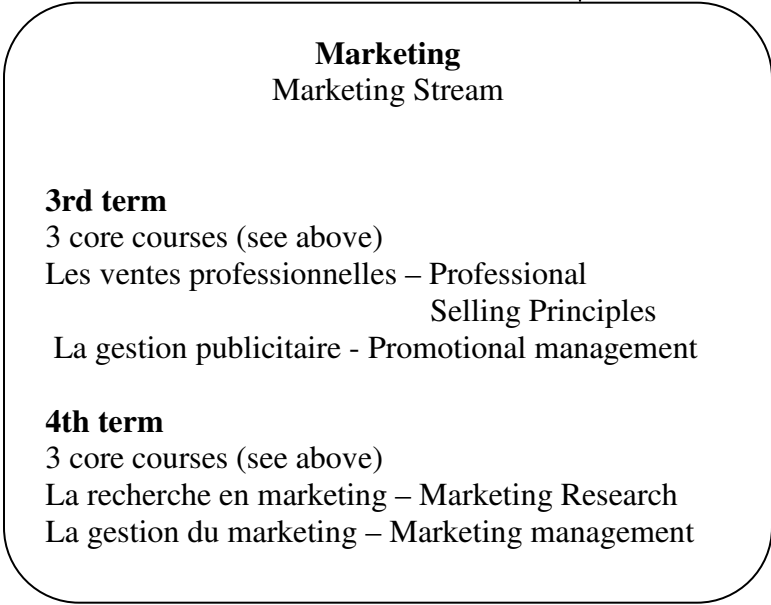 Marketing
Marketing Stream
3rd term
3 core courses (see above)
Les ventes professionnelles – Professional
Selling Principles
La gestion publicitaire - Promotional management
4th term
3 core courses (see above)
La recherche en marketing – Marketing Research
La gestion du marketing – Marketing management